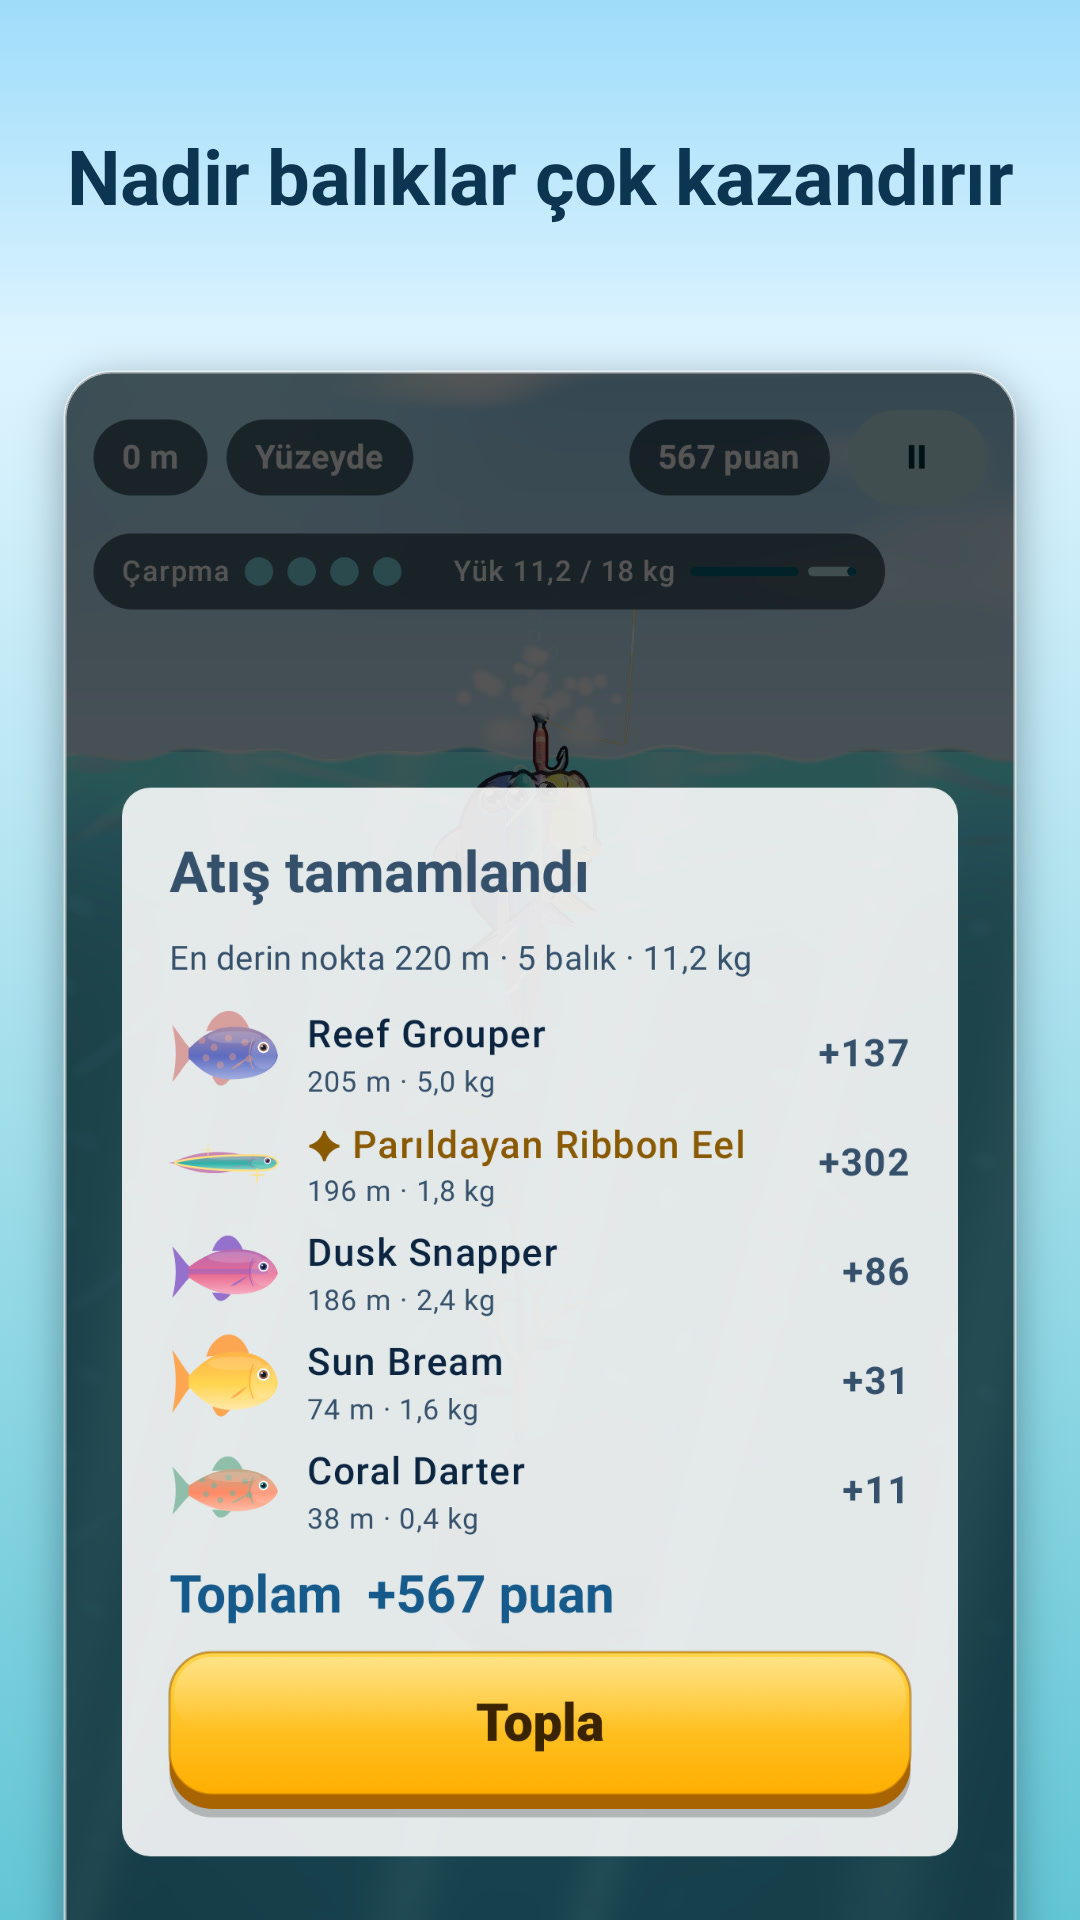 Nadir balıklar çok kazandırır
0 m
Yüzeyde
567 puan
Çarpma
Yük 11,2 / 18 kg
Atış tamamlandı
En derin nokta 220 m · 5 balık · 11,2 kg
Reef Grouper
205 m · 5,0 kg
+137
Parıldayan Ribbon Eel
196 m · 1,8 kg
+302
Dusk Snapper
186 m · 2,4 kg
+86
Sun Bream
74 m · 1,6 kg
+31
Coral Darter
38 m · 0,4 kg
+11
Toplam +567 puan
Topla